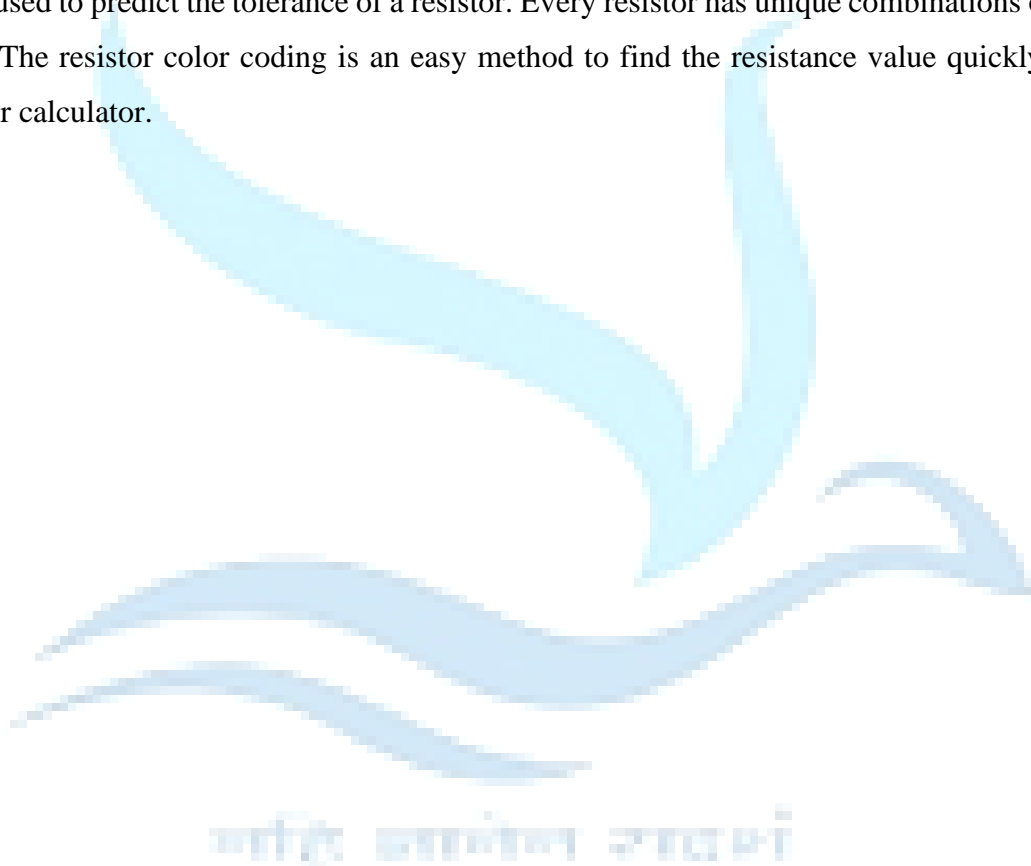 used to predict the tolerance of a resistor. Every resistor has unique combinations
The resistor color coding is an easy method to find the resistance value quickly
r calculator.